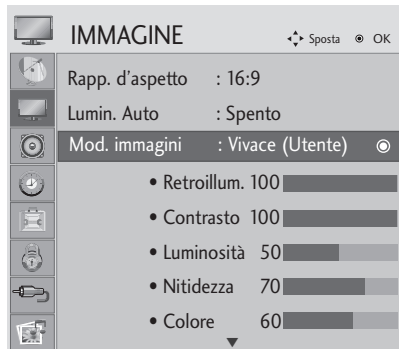 IMMAGINE Sposta OK
Rapp. d'aspetto : 16:9
Lumin. Auto : Spento
Mod. immagini : Vivace (Utente)
• Retroillum. 100
• Contrasto 100
• Luminosità 50
• Nitidezza 70
• Colore 60